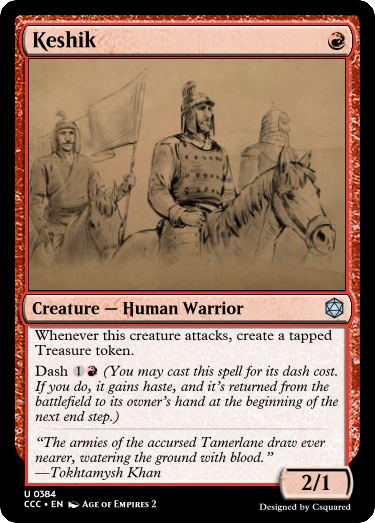 Keshik
Creature — Human Warrior
Whenever this creature attacks, create a tapped
Treasure token.
Dash 1 (You may cast this spell for its dash cost.
If you do, it gains haste, and it's returned from the
battlefield to its owner's hand at the beginning of the
next end step.)
“The armies of the accursed Tamerlane draw ever
nearer, watering the ground with blood.”
—Tokhtamysh Khan
2/1
U 0384
CCC • EN Age of Empires 2
Designed by Csquared